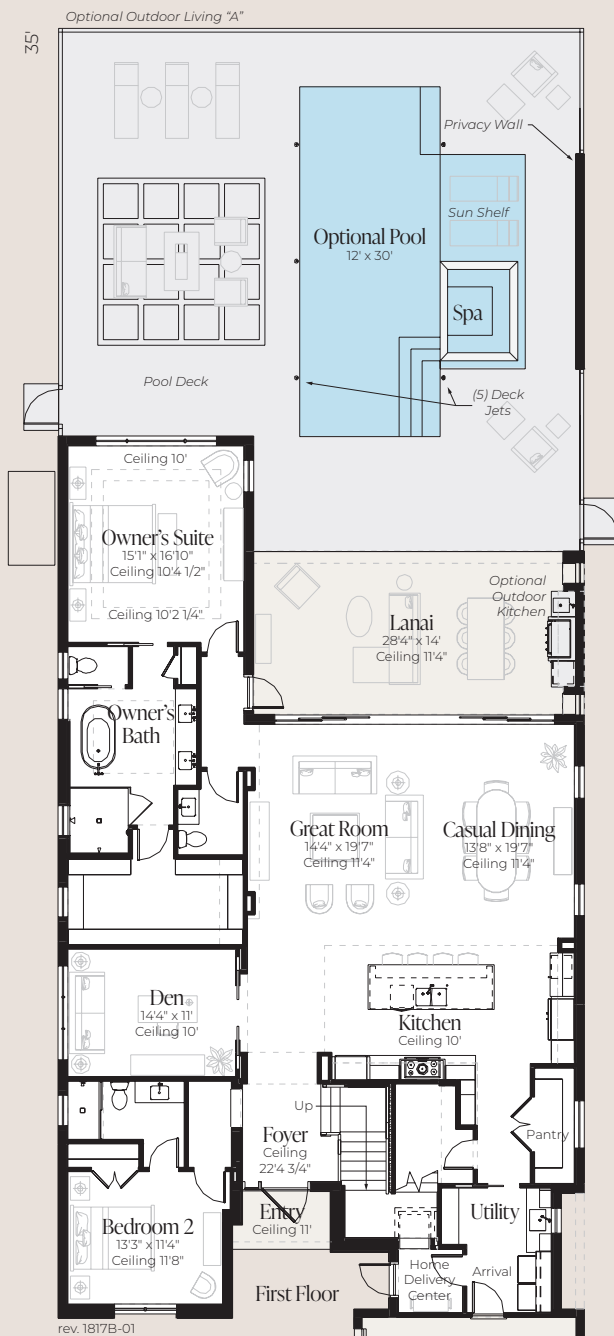 Optional Outdoor Living “A”
35'
Privacy Wall
Sun Shelf
Optional Pool
12' x 30'
Spa
Pool Deck
(5) Deck
Jets
Ceiling 10'
Owner's Suite
15'1" x 16'10"
Ceiling 10'4 1/2"
Ceiling 10'2 1/4"
Optional
Outdoor
Kitchen
Lanai
28'4" x 14'
Ceiling 11'4"
Owner's
Bath
Great Room
14'4" x 19'7"
Ceiling 11'4"
Casual Dining
13'8" x 19'7"
Ceiling 11'4"
Den
14'4" x 11'
Ceiling 10'
Kitchen
Ceiling 10'
Up
Foyer
Ceiling
22'4 3/4"
Pantry
Entry
Ceiling 11'
Utility
Bedroom 2
13'3" x 11'4"
Ceiling 11'8"
Home
Delivery
Center
Arrival
First Floor
rev. 1817B-01